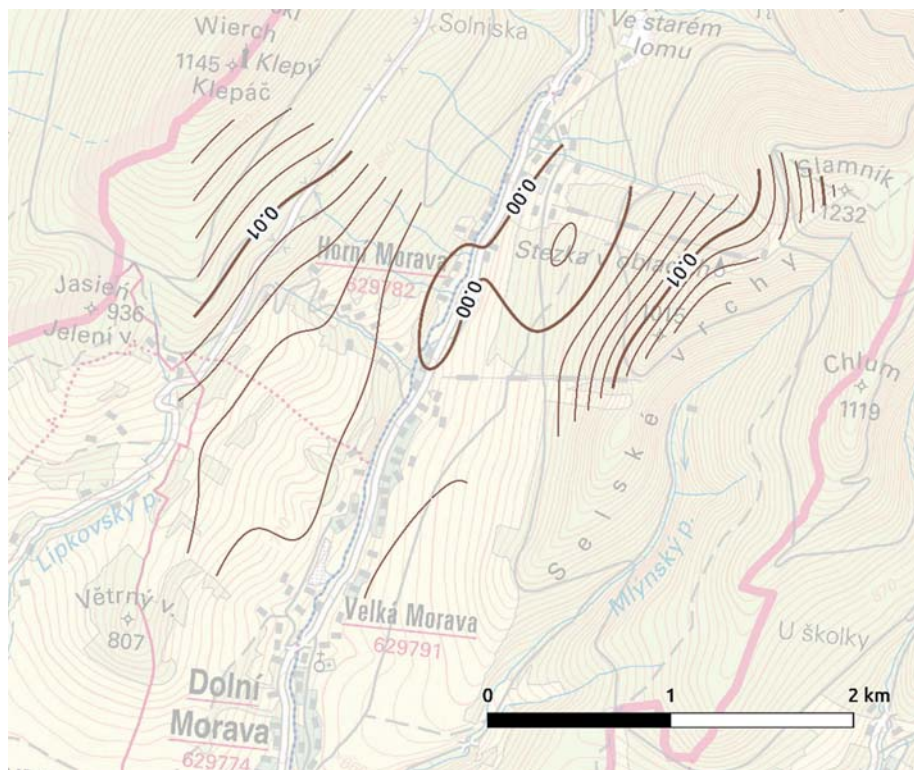 Wierch
1145
Klepý
Klepáč
Solniska
Ve starém
lomu
Slamník
1232
0.00
0.01
Horní Morava
629782
Stezka v oblacích
0.00
0.01
Jasień
936
Jelení v.
1015
Chlum
1119
Selské vrchy
Lipkovský p.
Mlýnský p.
Větrný v.
807
Velká Morava
629791
U školky
Dolní
Morava
629774
0
1
2 km